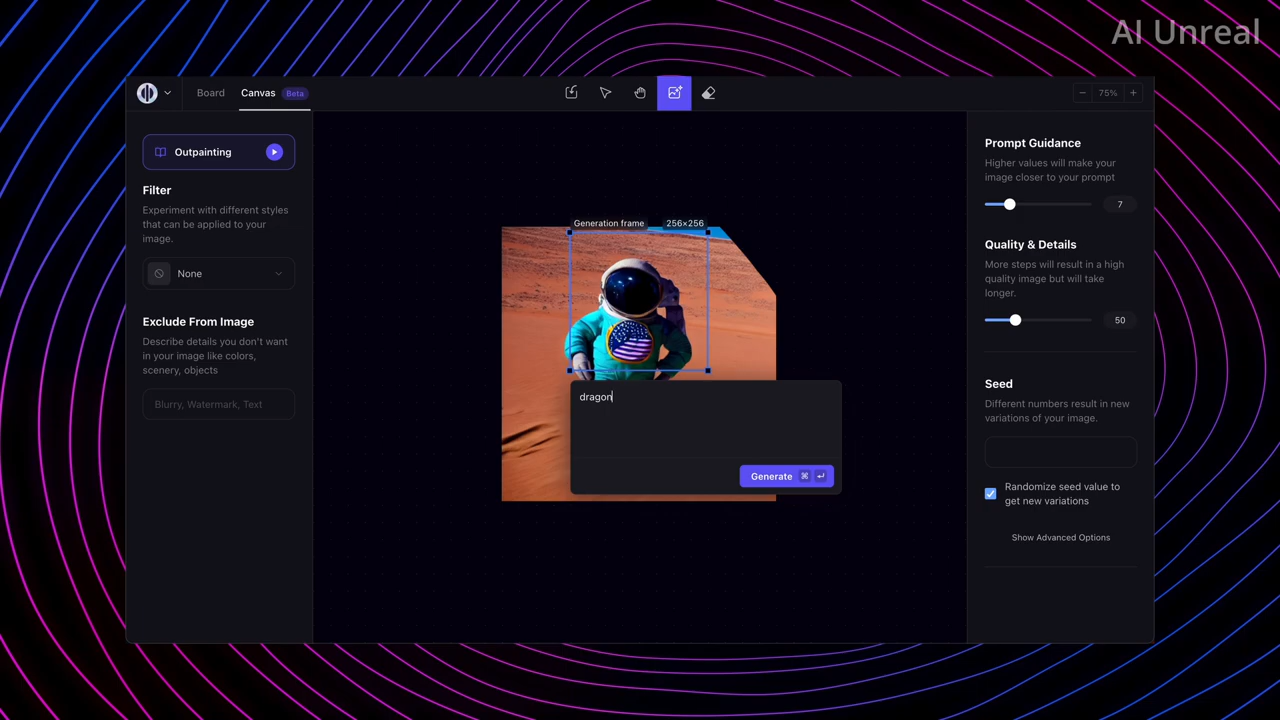 AI Unreal
Board
Canvas
Beta
75%
Outpainting
Filter
Experiment with different styles
that can be applied to your
image.
None
Exclude From Image
Describe details you don't want
in your image like colors,
scenery, objects
Blurry, Watermark, Text
Generation frame
256×256
dragon
Generate ⌘ ↵
Prompt Guidance
Higher values will make your
image closer to your prompt
7
Quality & Details
More steps will result in a high
quality image but will take
longer.
50
Seed
Different numbers result in new
variations of your image.
Randomize seed value to
get new variations
Show Advanced Options